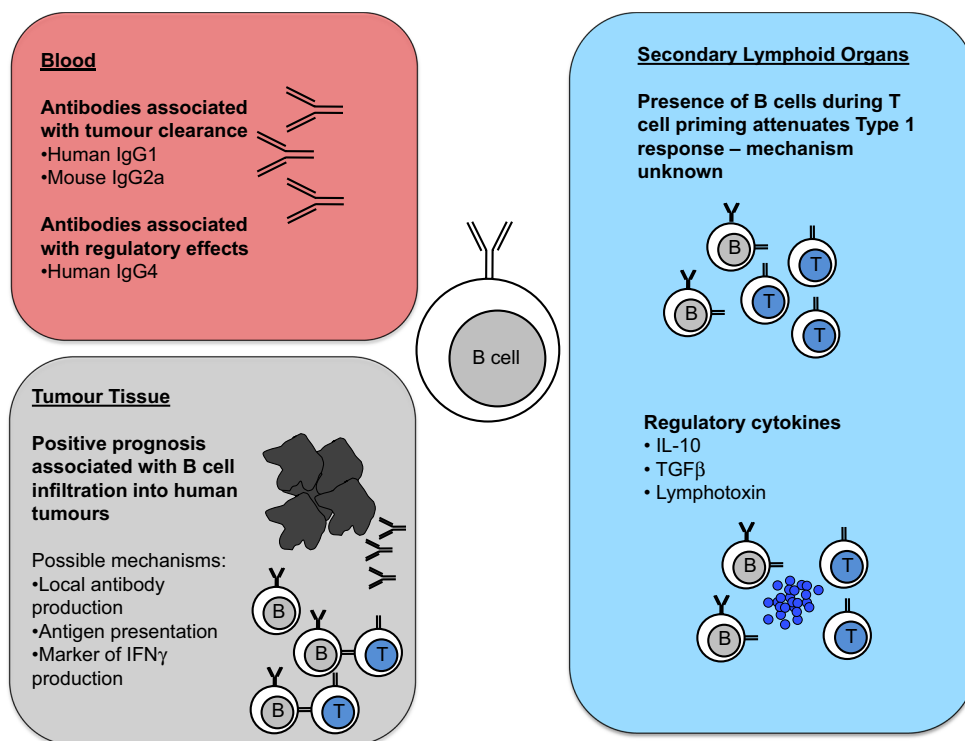 Blood
Antibodies associated
with tumour clearance
•Human IgG1
•Mouse IgG2a
Antibodies associated
with regulatory effects
•Human IgG4
B cell
Tumour Tissue
Positive prognosis
associated with B cell
infiltration into human
tumours
Possible mechanisms:
•Local antibody
production
•Antigen presentation
•Marker of IFNγ
production
B
B
T
B
T
Secondary Lymphoid Organs
Presence of B cells during T
cell priming attenuates Type 1
response – mechanism
unknown
B
T
B
T
T
Regulatory cytokines
• IL-10
• TGFβ
• Lymphotoxin
B
T
B
T